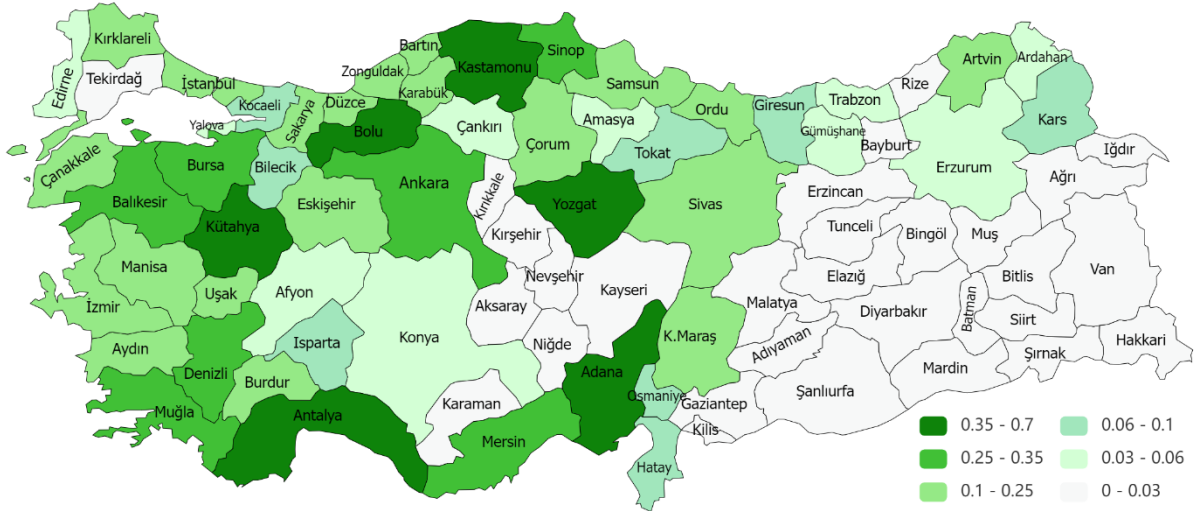 Kırklareli
Edirne
Tekirdağ
İstanbul
Kocaeli
Yalova
Sakarya
Düzce
Zonguldak
Bartın
Karabük
Kastamonu
Sinop
Samsun
Ordu
Giresun
Trabzon
Rize
Artvin
Ardahan
Kars
Iğdır
Çanakkale
Bursa
Bilecik
Bolu
Çankırı
Çorum
Amasya
Tokat
Gümüşhane
Bayburt
Erzurum
Ağrı
Balıkesir
Kütahya
Eskişehir
Ankara
Kırıkkale
Yozgat
Sivas
Erzincan
Tunceli
Bingöl
Muş
Kırşehir
Manisa
Uşak
Afyon
Nevşehir
Kayseri
Elazığ
Bitlis
Van
İzmir
Konya
Aksaray
Malatya
Diyarbakır
Batman
Siirt
Aydın
Denizli
Isparta
Niğde
K.Maraş
Adıyaman
Mardin
Şırnak
Hakkari
Burdur
Adana
Osmaniye
Gaziantep
Şanlıurfa
Muğla
Antalya
Karaman
Mersin
Kilis
Hatay
0.35 - 0.7
0.06 - 0.1
0.25 - 0.35
0.03 - 0.06
0.1 - 0.25
0 - 0.03